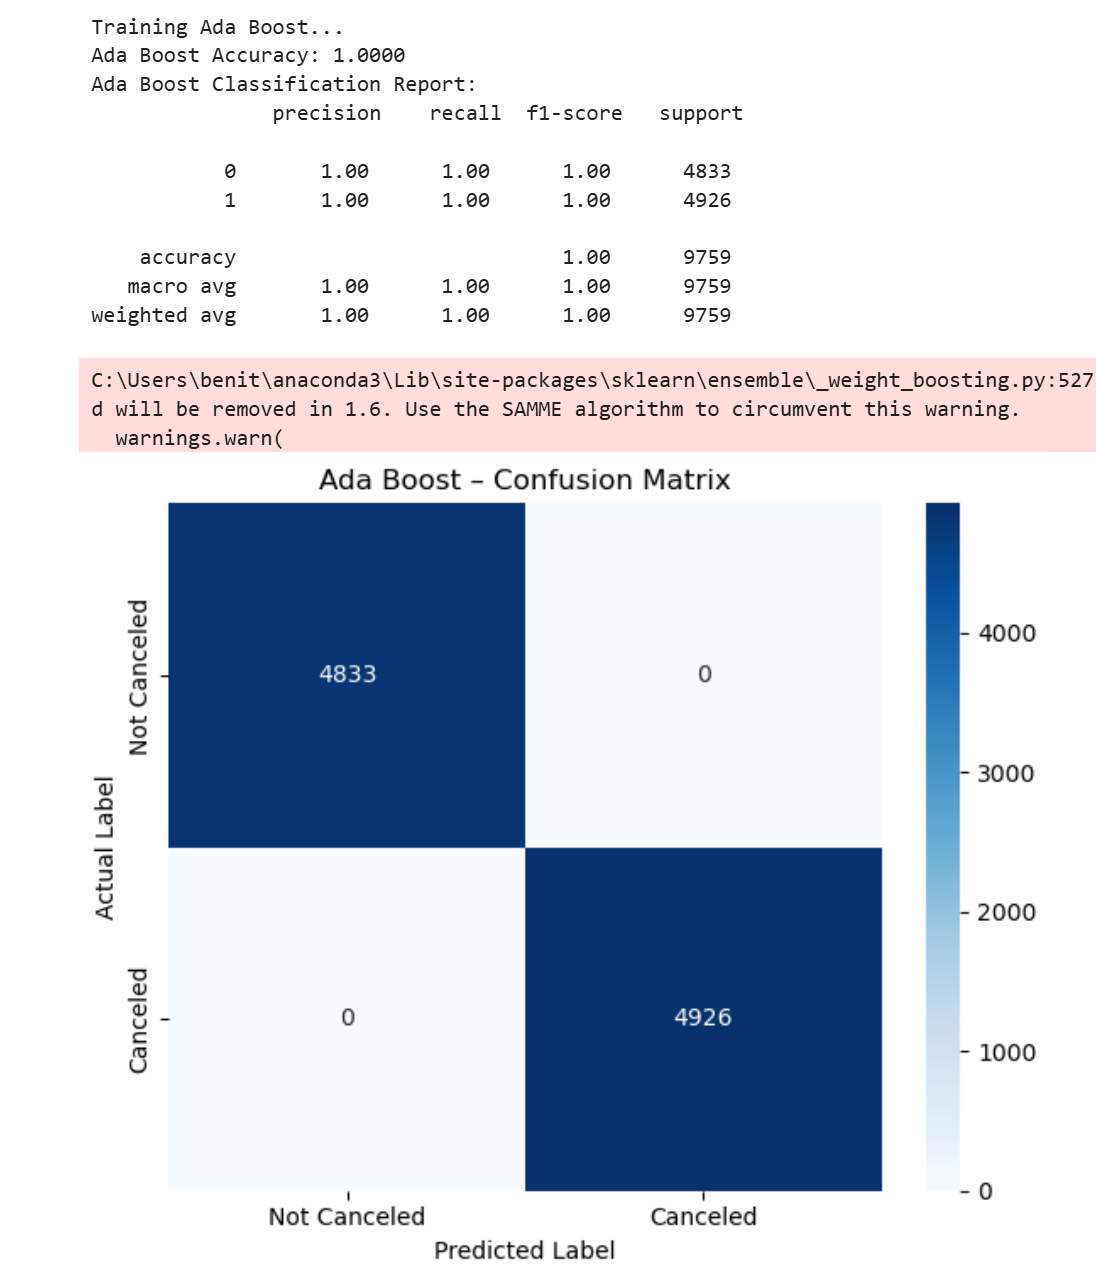 Training Ada Boost...
Ada Boost Accuracy: 1.0000
Ada Boost Classification Report:
precision recall f1-score support
0 1.00 1.00 1.00 4833
1 1.00 1.00 1.00 4926
accuracy 1.00 9759
macro avg 1.00 1.00 1.00 9759
weighted avg 1.00 1.00 1.00 9759
C:\Users\benit\anaconda3\Lib\site-packages\sklearn\ensemble\_weight_boosting.py:527
d will be removed in 1.6. Use the SAMME algorithm to circumvent this warning.
warnings.warn(
Ada Boost – Confusion Matrix
Actual Label
Not Canceled
Canceled
4833 0
0 4926
4000
3000
2000
1000
0
Not Canceled Canceled
Predicted Label